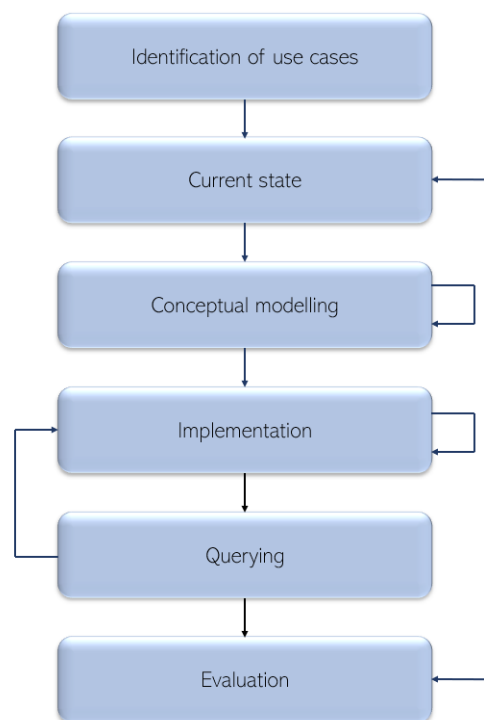 Identification of use cases
Current state
Conceptual modelling
Implementation
Querying
Evaluation